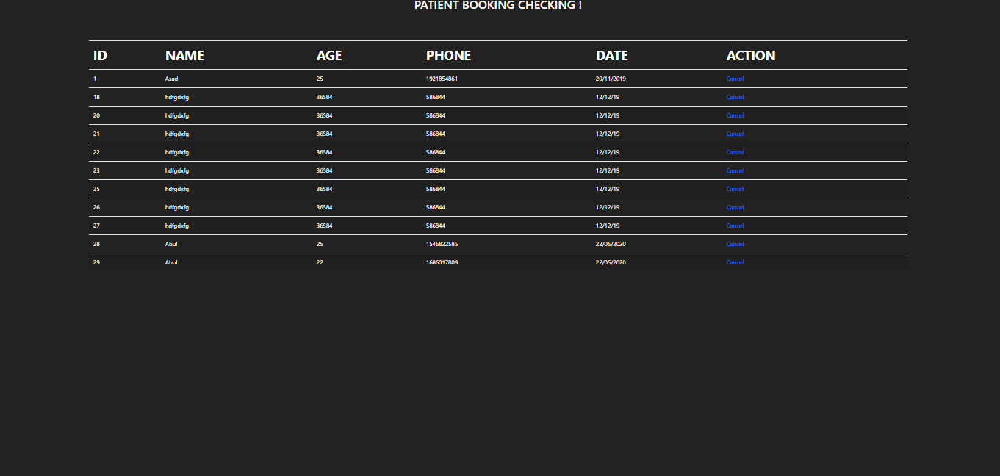 PATIENT BOOKING CHECKING !
ID NAME AGE PHONE DATE ACTION
1 Asad 25 1921854861 20/11/2019 Cancel
18 hdfgdxfg 36584 586844 12/12/19 Cancel
20 hdfgdxfg 36584 586844 12/12/19 Cancel
21 hdfgdxfg 36584 586844 12/12/19 Cancel
22 hdfgdxfg 36584 586844 12/12/19 Cancel
23 hdfgdxfg 36584 586844 12/12/19 Cancel
25 hdfgdxfg 36584 586844 12/12/19 Cancel
26 hdfgdxfg 36584 586844 12/12/19 Cancel
27 hdfgdxfg 36584 586844 12/12/19 Cancel
28 Abul 25 1546822585 22/05/2020 Cancel
29 Abul 22 1686017809 22/05/2020 Cancel